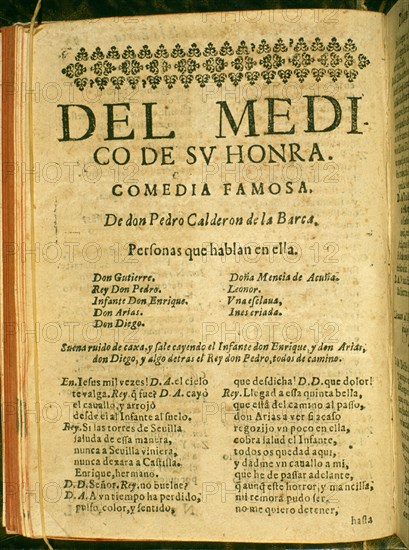 DEL MEDI-
CO DE SV HONRA.
COMEDIA FAMOSA.
De don Pedro Calderon de la Barca.
Personas que hablan en ella.
Don Gutierre.
Rey Don Pedro.
Infante Don Enrique.
Don Arias.
Don Diego.
Doña Mencia de Acuña.
Leonor.
Vna esclaua,
Ines criada.
Suena ruido de caxa, y sale cayendo el Infante don Enrique, y don Arias,
don Diego, y algo detras el Rey don Pedro, todos de camino.
En. Iesus mil vezes! D. A. el cielo
te valga. Rey. q̃ fue? D. A. cayó
el cauallo, y arrojò
desde él al Infante al suelo.
Rey. Si las torres de Seuilla
saluda de essa manera,
nunca a Seuilla viniera,
nunca dexara a Castilla.
Enrique, hermano.
D. D. Señor. Rey. no buelue?
D. A. A vn tiempo ha perdido,
pulso, color, y sentido,
que desdicha! D. D. que dolor!
Rey. Llegad a essa quinta bella,
que està del camino al passo,
don Arias a ver si acaso
regozijo vn poco en ella,
cobra salud el Infante,
todos os quedad aqui,
y dadme vn cauallo a mi,
que he de passar adelante,
q̃ aunq̃ este horror, y mancilla,
mi remora pudo ser,
no me quiero detener,
hasta